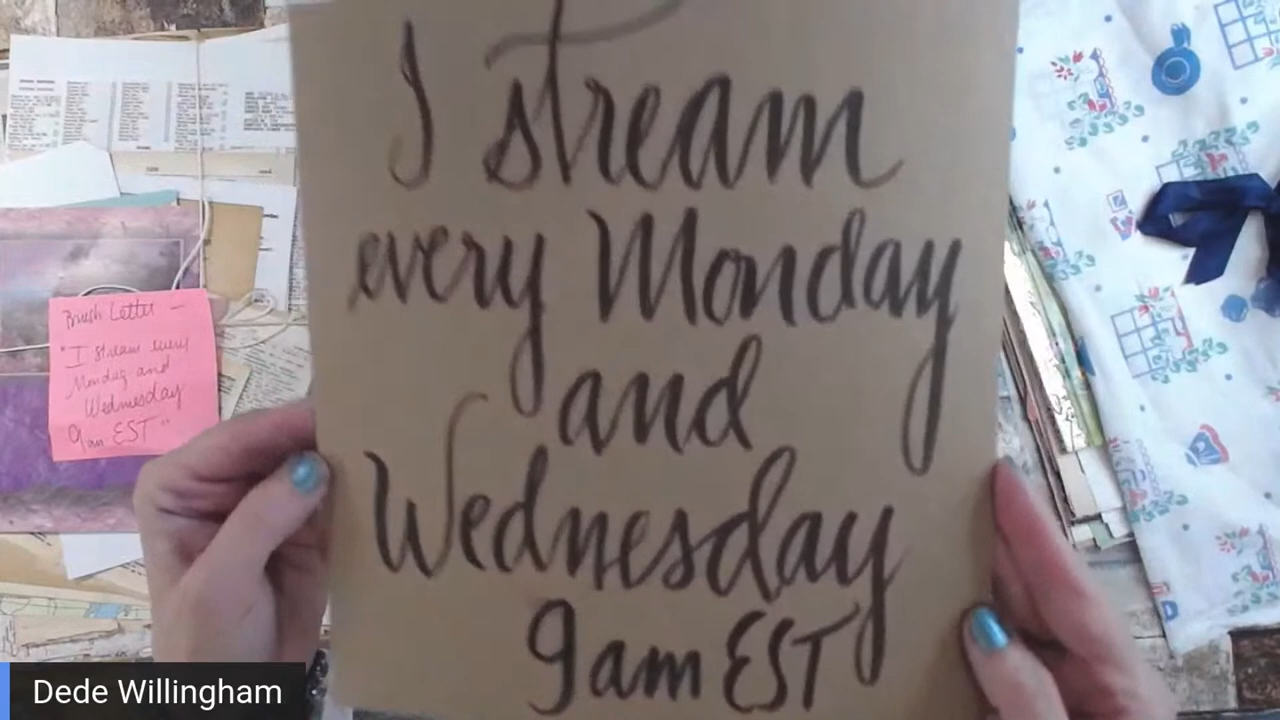 I stream
every Monday
and
Wednesday
9am EST
Brush Letter –
"I stream every
Monday and
Wednesday
9am EST"
Dede Willingham